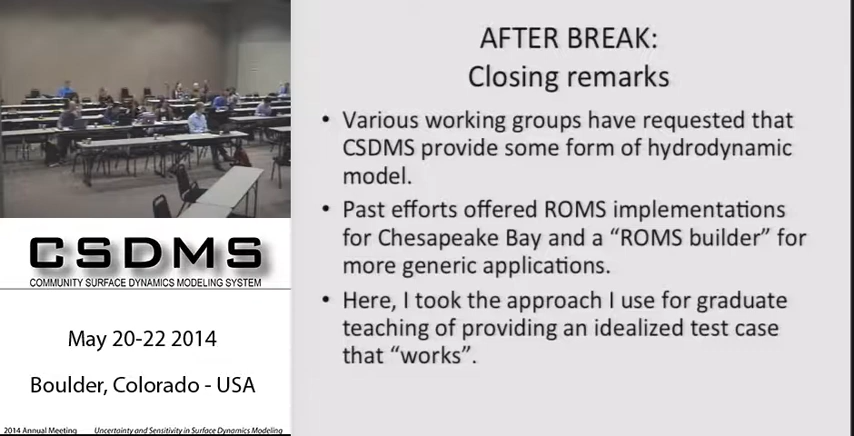 AFTER BREAK:
Closing remarks
• Various working groups have requested that
CSDMS provide some form of hydrodynamic
model.
• Past efforts offered ROMS implementations
for Chesapeake Bay and a “ROMS builder” for
more generic applications.
• Here, I took the approach I use for graduate
teaching of providing an idealized test case
that “works”.
CSDMS
COMMUNITY SURFACE DYNAMICS MODELING SYSTEM
May 20-22 2014
Boulder, Colorado - USA
2014 Annual Meeting Uncertainty and Sensitivity in Surface Dynamics Modeling